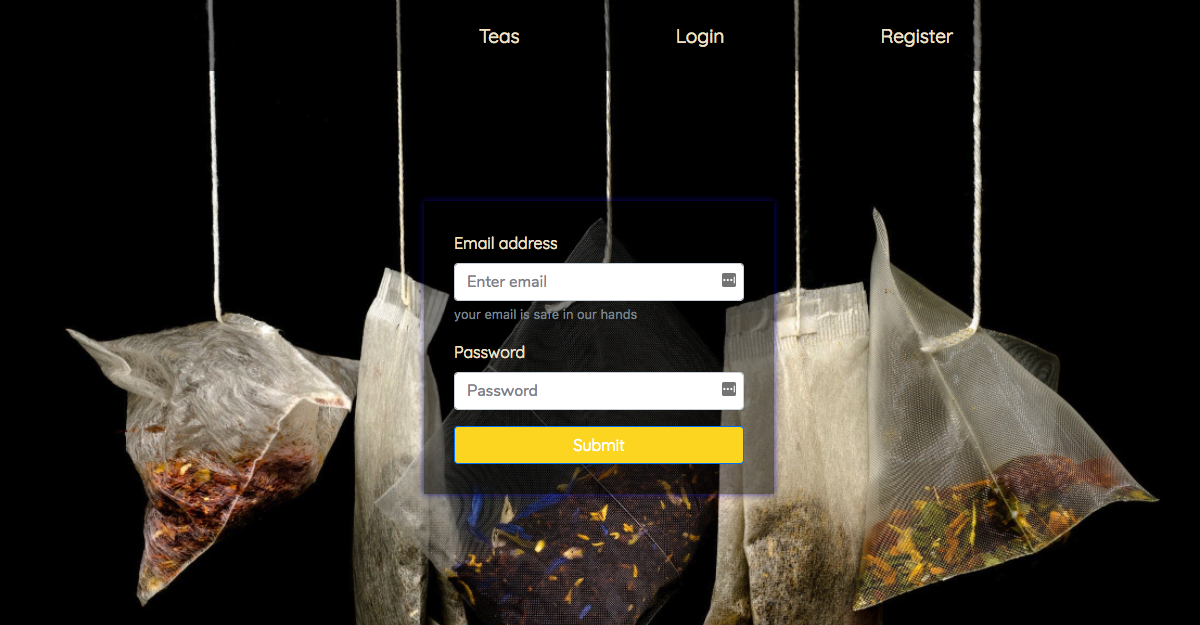 Teas Login Register
Email address
Enter email
your email is safe in our hands
Password
Password
Submit